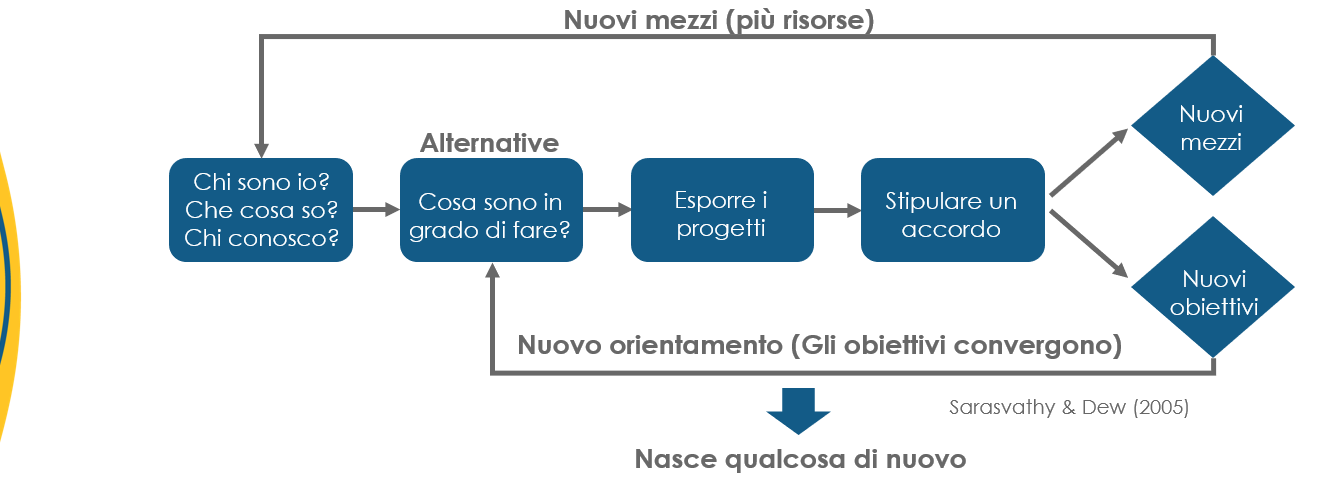 Nuovi mezzi (più risorse)
Nuovi
mezzi
Alternative
Chi sono io?
Che cosa so?
Chi conosco?
Cosa sono in
grado di fare?
Esporre i
progetti
Stipulare un
accordo
Nuovi
obiettivi
Nuovo orientamento (Gli obiettivi convergono)
Sarasvathy & Dew (2005)
Nasce qualcosa di nuovo